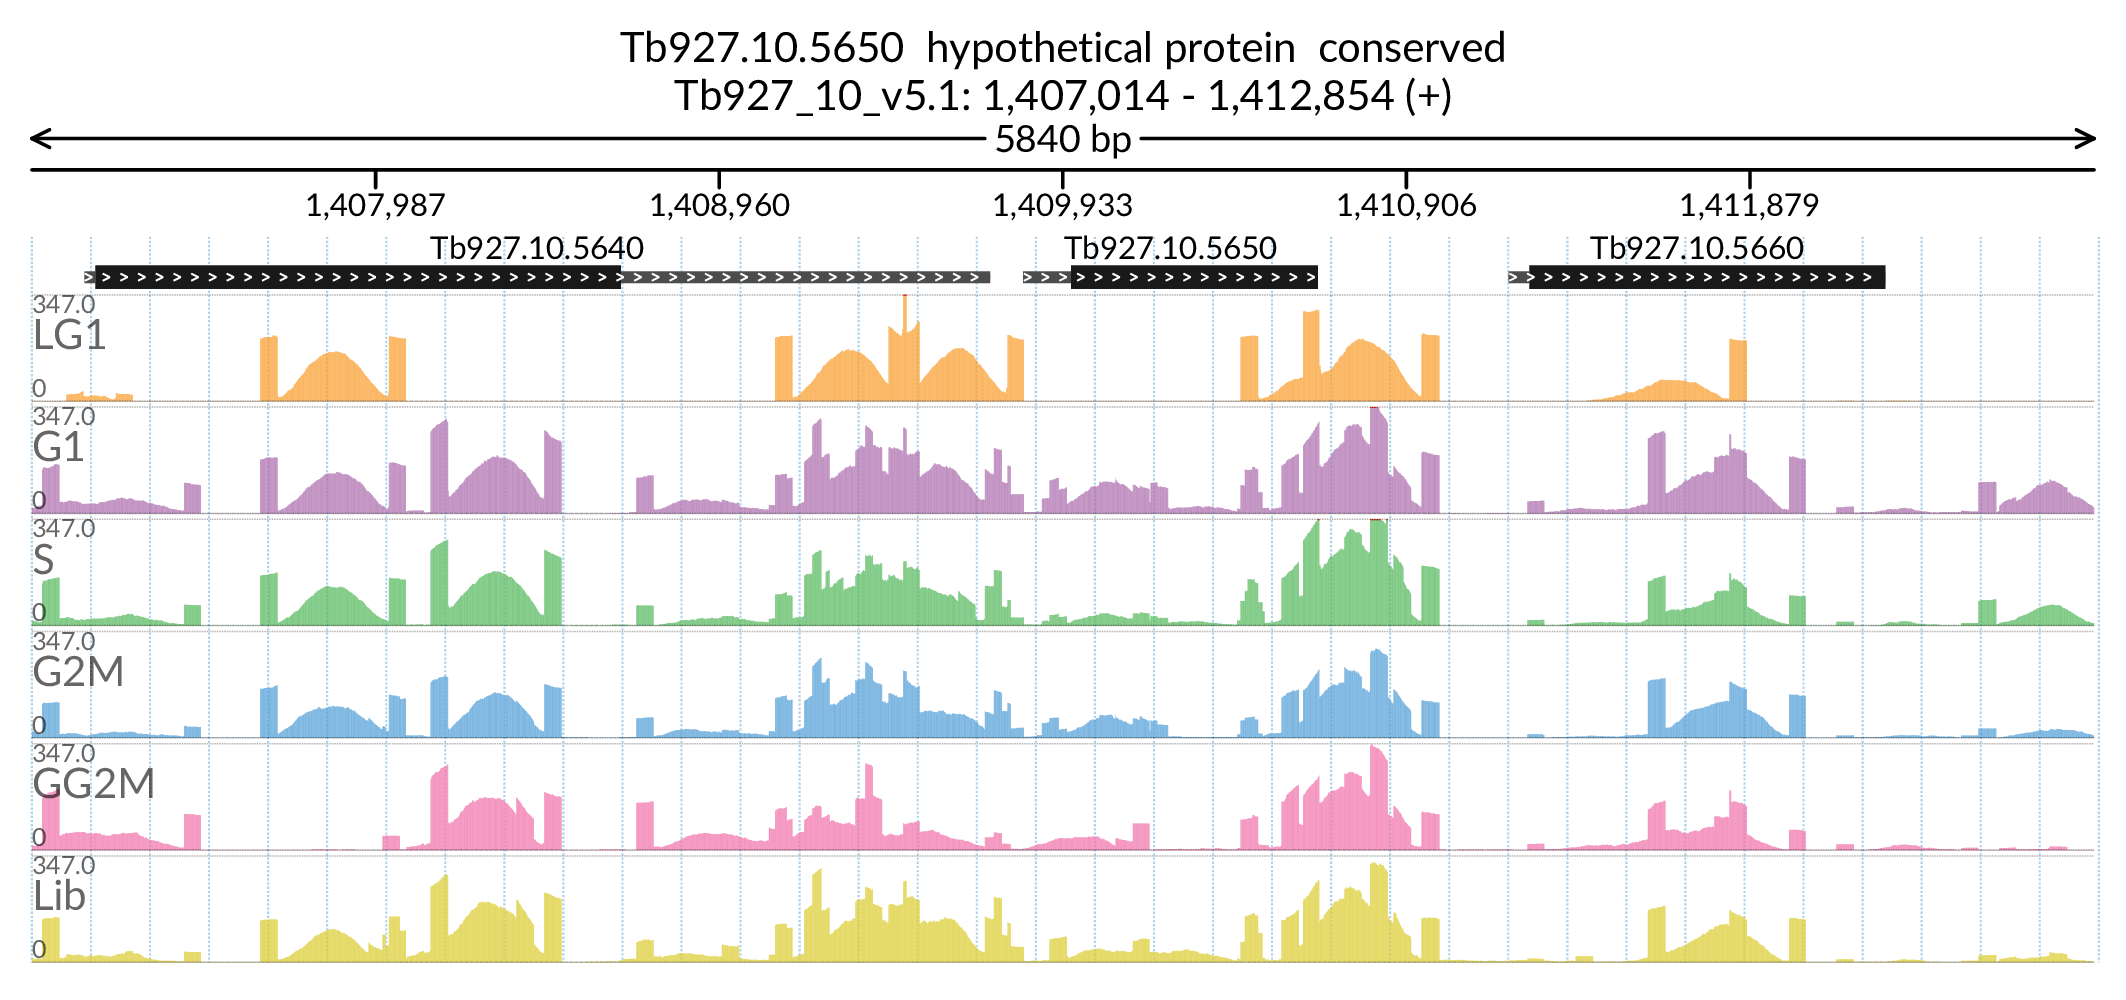 Tb927.10.5650  hypothetical protein  conserved
Tb927_10_v5.1: 1,407,014 - 1,412,854 (+)
5840 bp
1,407,987 1,408,960 1,409,933 1,410,906 1,411,879
Tb927.10.5640 Tb927.10.5650 Tb927.10.5660
347.0
LG1
0
347.0
G1
0
347.0
S
0
347.0
G2M
0
347.0
GG2M
0
347.0
Lib
0